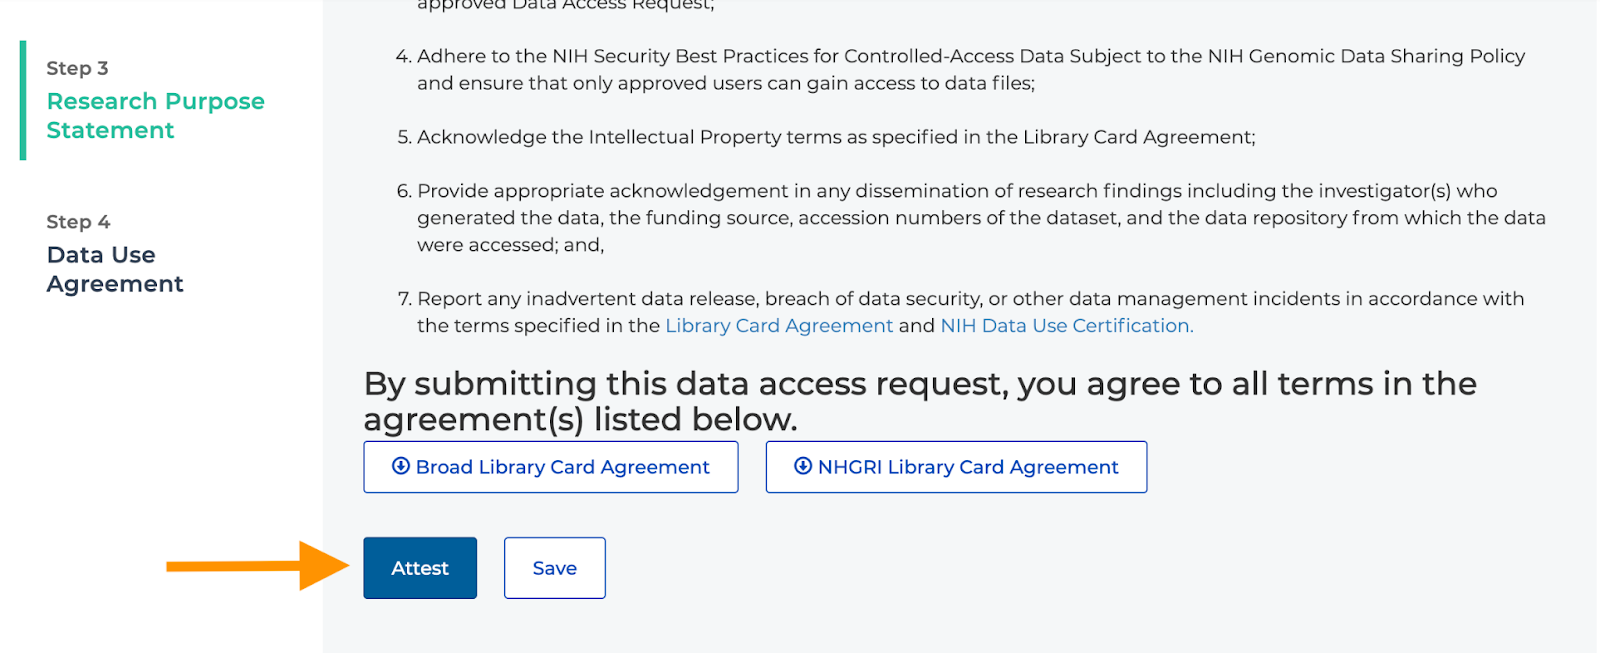 Step 3
Research Purpose
Statement
Step 4
Data Use
Agreement
approved Data Access Request;
4. Adhere to the NIH Security Best Practices for Controlled-Access Data Subject to the NIH Genomic Data Sharing Policy
and ensure that only approved users can gain access to data files;
5. Acknowledge the Intellectual Property terms as specified in the Library Card Agreement;
6. Provide appropriate acknowledgement in any dissemination of research findings including the investigator(s) who
generated the data, the funding source, accession numbers of the dataset, and the data repository from which the data
were accessed; and,
7. Report any inadvertent data release, breach of data security, or other data management incidents in accordance with
the terms specified in the Library Card Agreement and NIH Data Use Certification.
By submitting this data access request, you agree to all terms in the
agreement(s) listed below.
Broad Library Card Agreement
NHGRI Library Card Agreement
Attest
Save